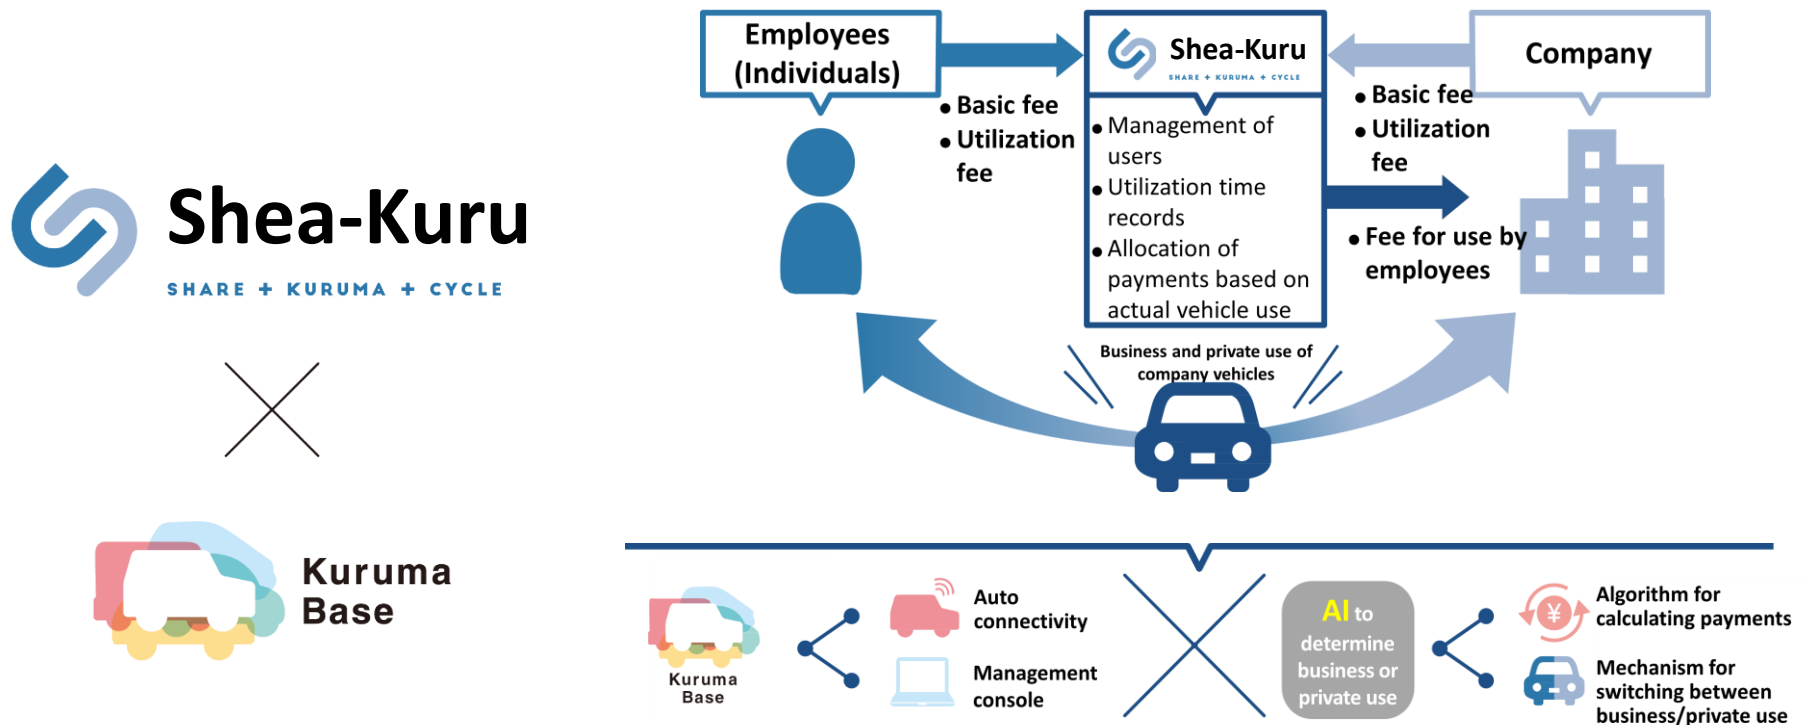 Shea-Kuru
SHARE + KURUMA + CYCLE
Kuruma
Base
Employees
(Individuals)
• Basic fee
• Utilization
fee
Shea-Kuru
SHARE + KURUMA + CYCLE
• Management of
users
• Utilization time
records
• Allocation of
payments based on
actual vehicle use
Company
• Basic fee
• Utilization
fee
• Fee for use by
employees
Business and private use of
company vehicles
Kuruma
Base
Auto
connectivity
Management
console
AI to
determine
business or
private use
¥
Algorithm for
calculating payments
Mechanism for
switching between
business/private use